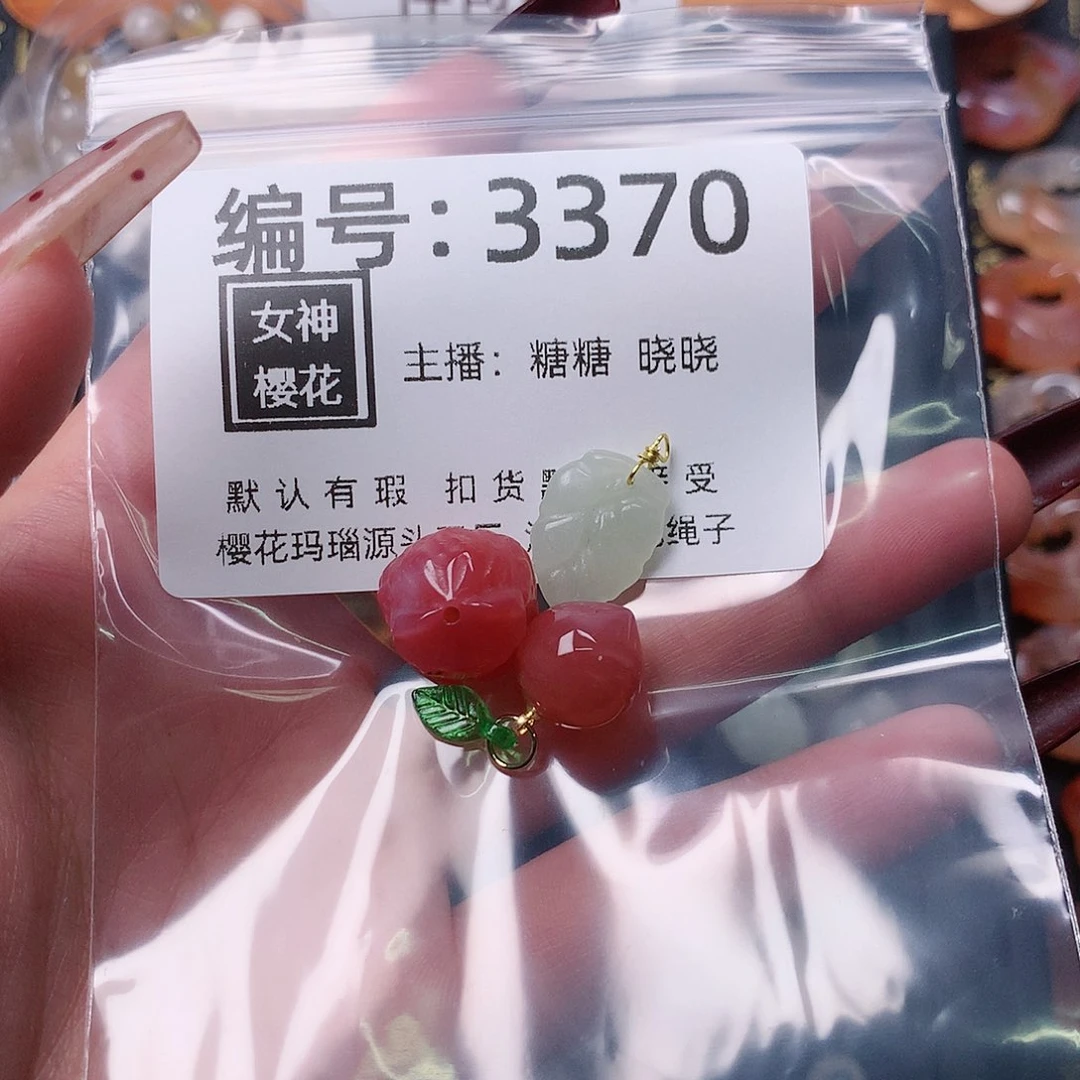 编号:3370
女神
樱花
主播: 糖糖 晓晓
默认有瑕 扣货 受
樱花玛瑙源头 绳子